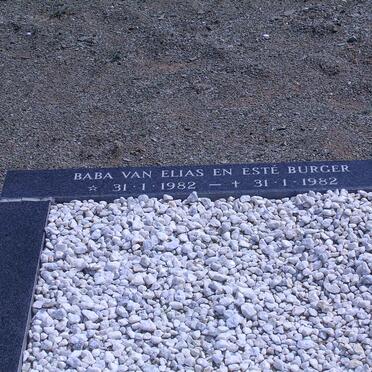 BABA VAN ELIAS EN ESTÉ BURGER
☆ 31·1·1982 — ✝ 31·1·1982